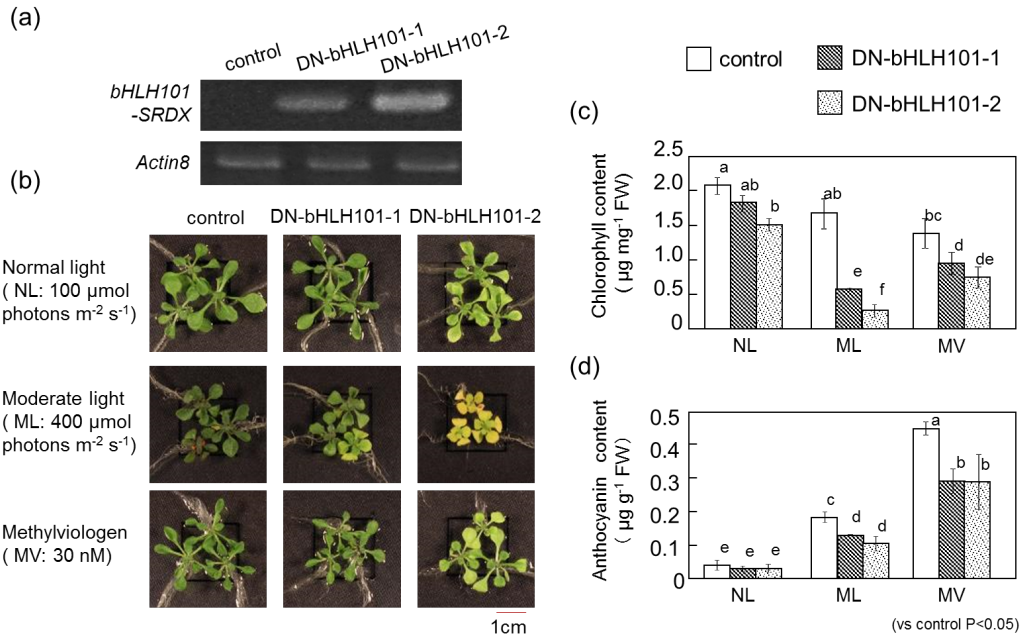 (a)
control
DN-bHLH101-1
DN-bHLH101-2
bHLH101
-SRDX
Actin8
(b)
control DN-bHLH101-1 DN-bHLH101-2
Normal light
( NL: 100 μmol
photons m⁻² s⁻¹)
Moderate light
( ML: 400 μmol
photons m⁻² s⁻¹)
Methylviologen
( MV: 30 nM)
1cm
control
DN-bHLH101-1
DN-bHLH101-2
(c)
Chlorophyll content
( μg mg⁻¹ FW)
2.5
2.0
1.5
1.0
0.5
0
a ab b
ab e f
bc d de
NL ML MV
(d)
Anthocyanin content
( μg g⁻¹ FW)
0.5
0.4
0.3
0.2
0.1
0
e e e
c d d
a b b
NL ML MV
(vs control P<0.05)